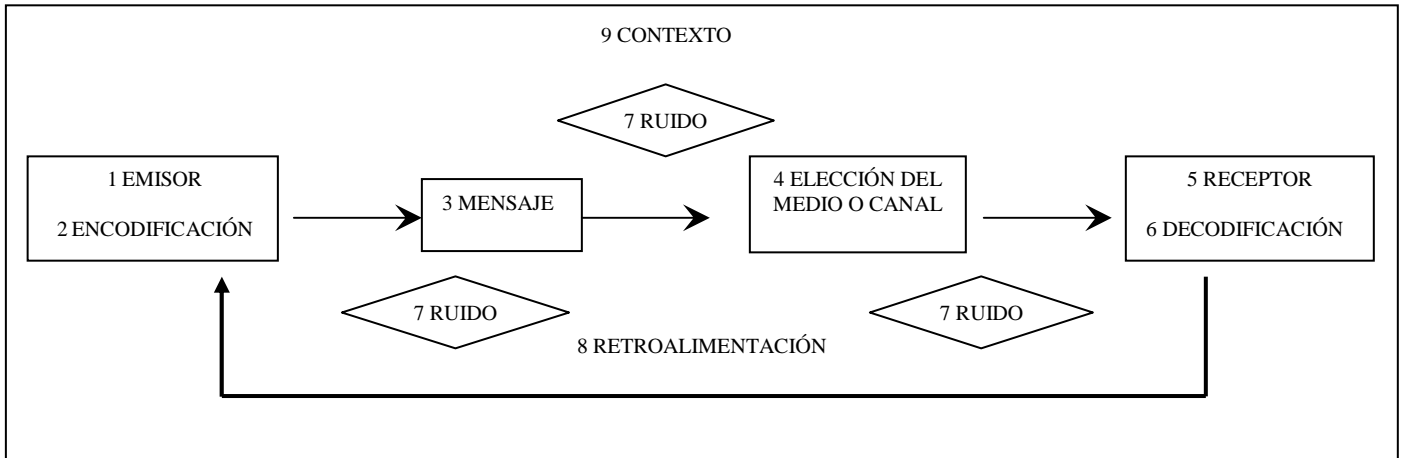 9 CONTEXTO
7 RUIDO
1 EMISOR
2 ENCODIFICACIÓN
3 MENSAJE
4 ELECCIÓN DEL
MEDIO O CANAL
5 RECEPTOR
6 DECODIFICACIÓN
7 RUIDO
7 RUIDO
8 RETROALIMENTACIÓN